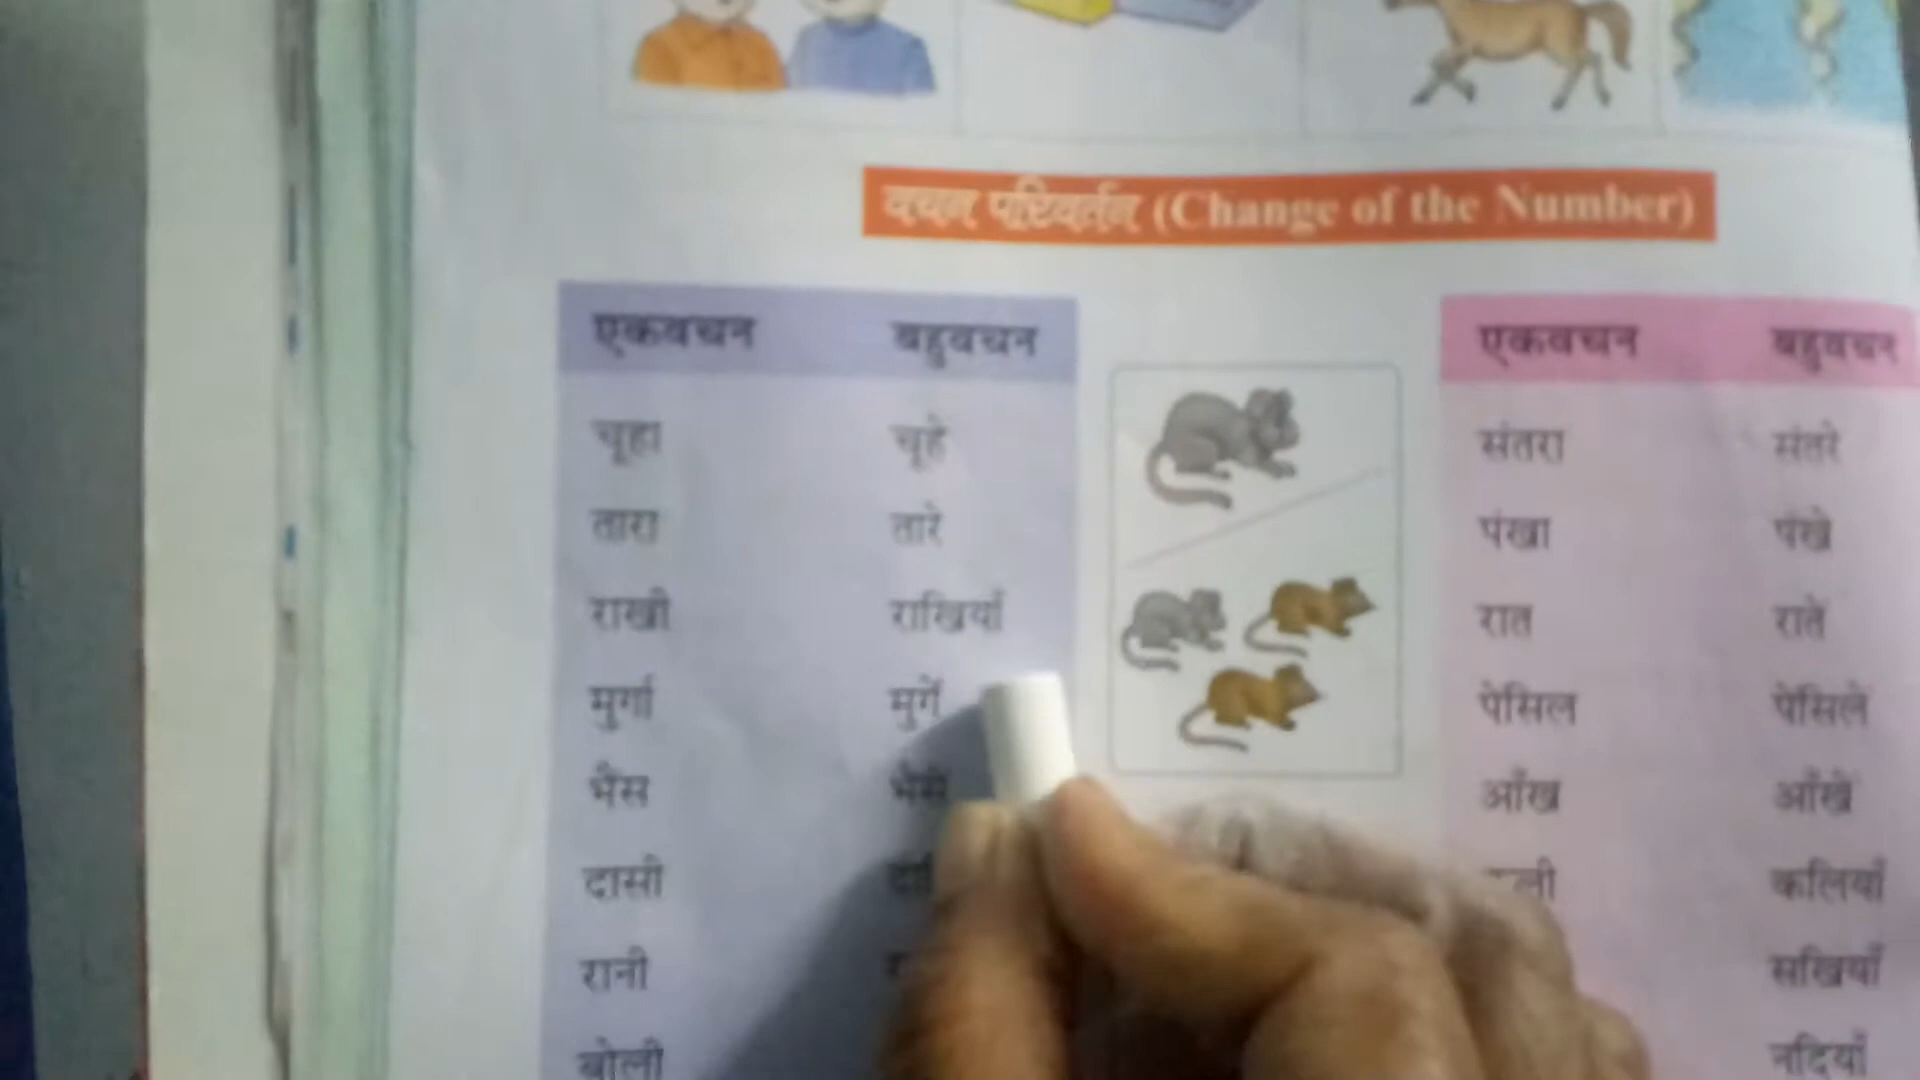 वचन परिवर्तन (Change of the Number)
एकवचन बहुवचन
चूहा चूहे
तारा तारे
राखी राखियाँ
मुर्गा मुर्गे
भैंस भैंसें
दासी
रानी
बोली
एकवचन बहुवचन
संतरा संतरे
पंखा पंखे
रात रातें
पेंसिल पेंसिलें
आँख आँखें
कलियाँ
सखियाँ
नदियाँ